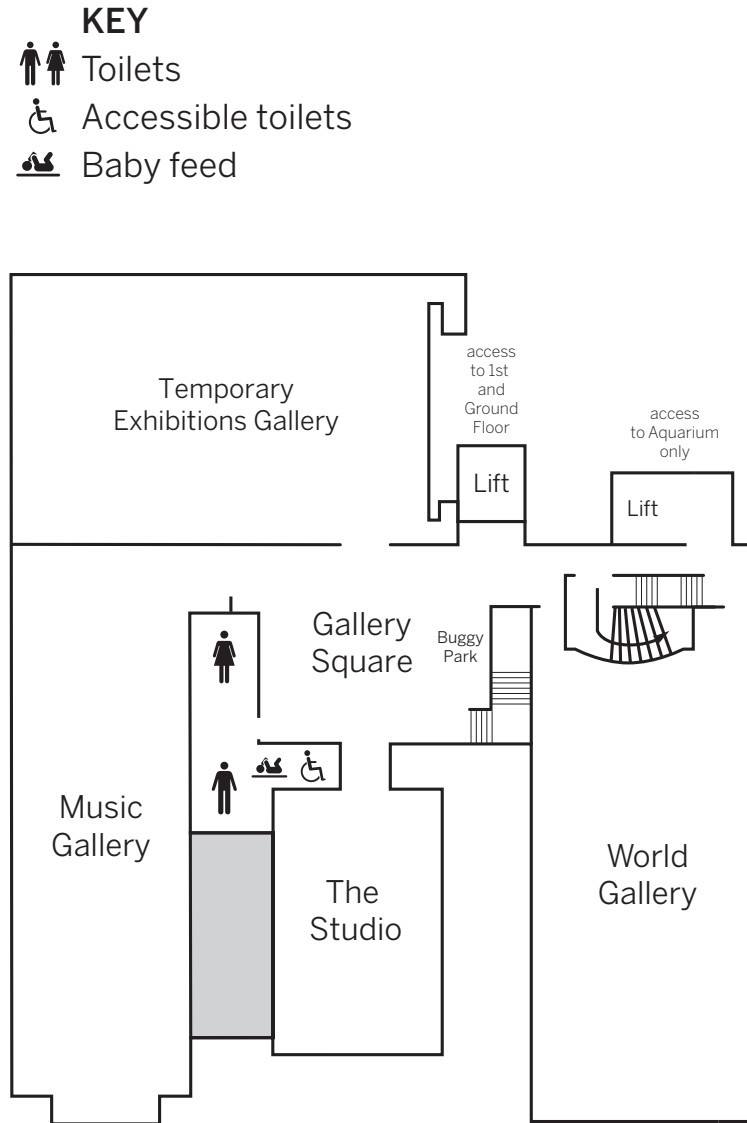 KEY
Toilets
Accessible toilets
Baby feed
access
to 1st
and
Ground
Floor
Temporary
Exhibitions Gallery
access
to Aquarium
only
Lift
Lift
Gallery
Square
Buggy
Park
Music
Gallery
World
Gallery
The
Studio